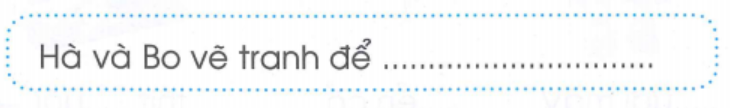 Hà và Bo vẽ tranh để ..............................